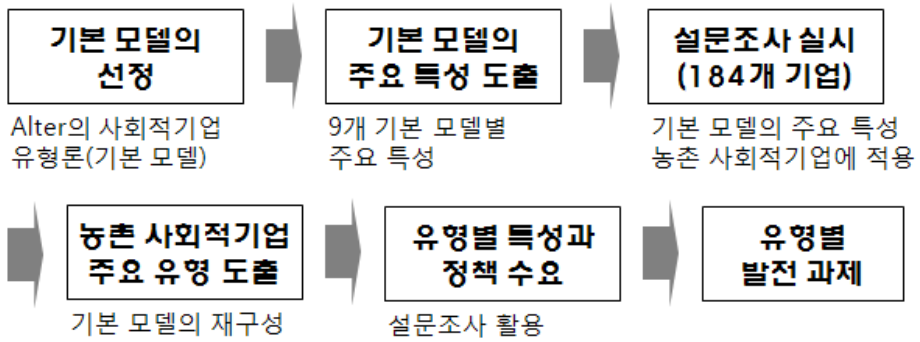 기본 모델의
선정
Alter의 사회적기업
유형론(기본 모델)
기본 모델의
주요 특성 도출
9개 기본 모델별
주요 특성
설문조사 실시
(184개 기업)
기본 모델의 주요 특성
농촌 사회적기업에 적용
농촌 사회적기업
주요 유형 도출
기본 모델의 재구성
유형별 특성과
정책 수요
설문조사 활용
유형별
발전 과제